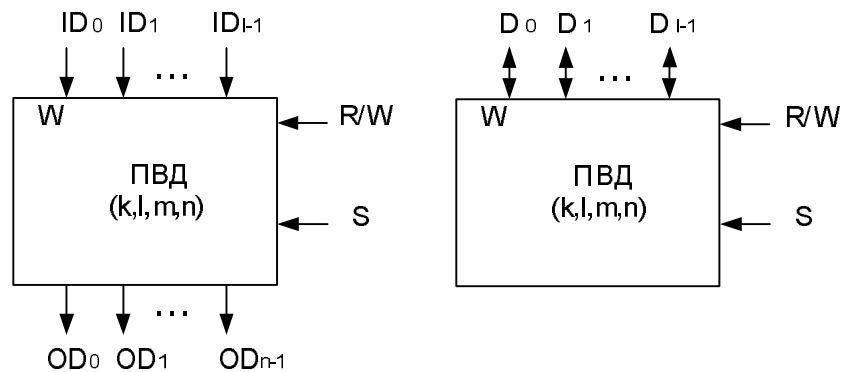 ID0 ID1 ... IDl-1
W
R/W
ПВД
(k,l,m,n)
S
OD0 OD1 ... ODn-1
D0 D1 ... Dl-1
W
R/W
ПВД
(k,l,m,n)
S